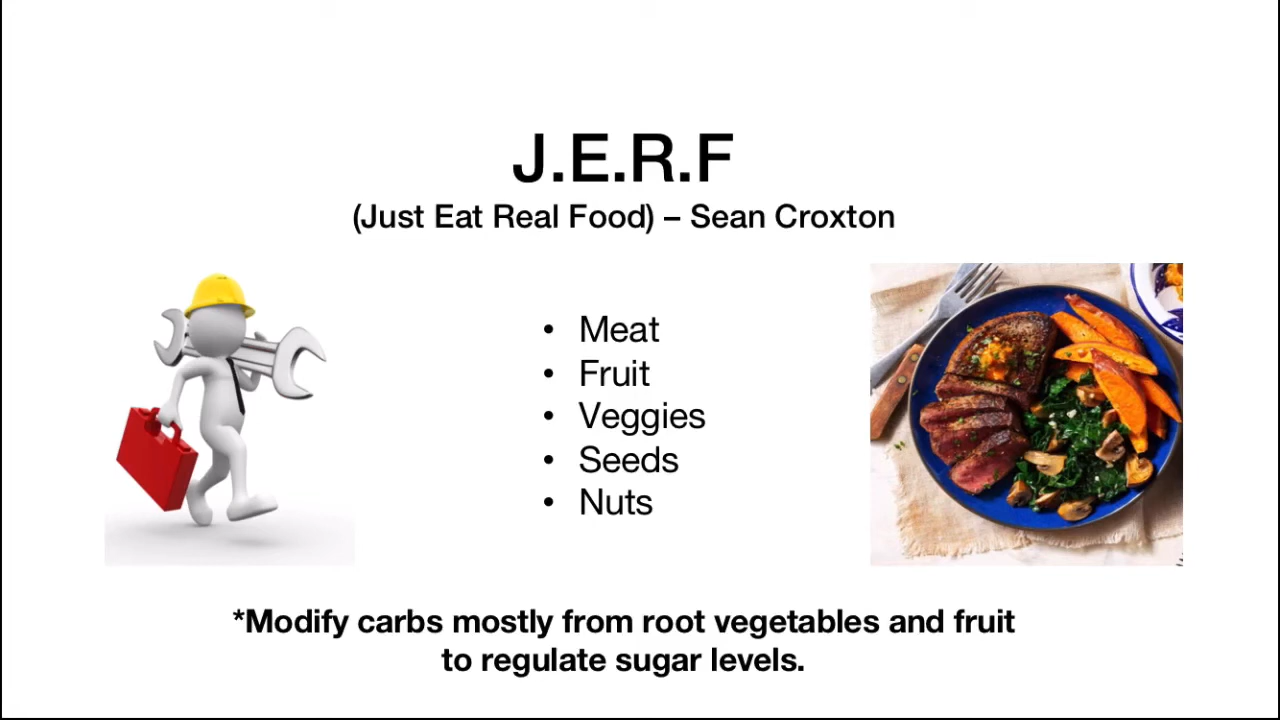 J.E.R.F
(Just Eat Real Food) – Sean Croxton
• Meat
• Fruit
• Veggies
• Seeds
• Nuts
*Modify carbs mostly from root vegetables and fruit
to regulate sugar levels.